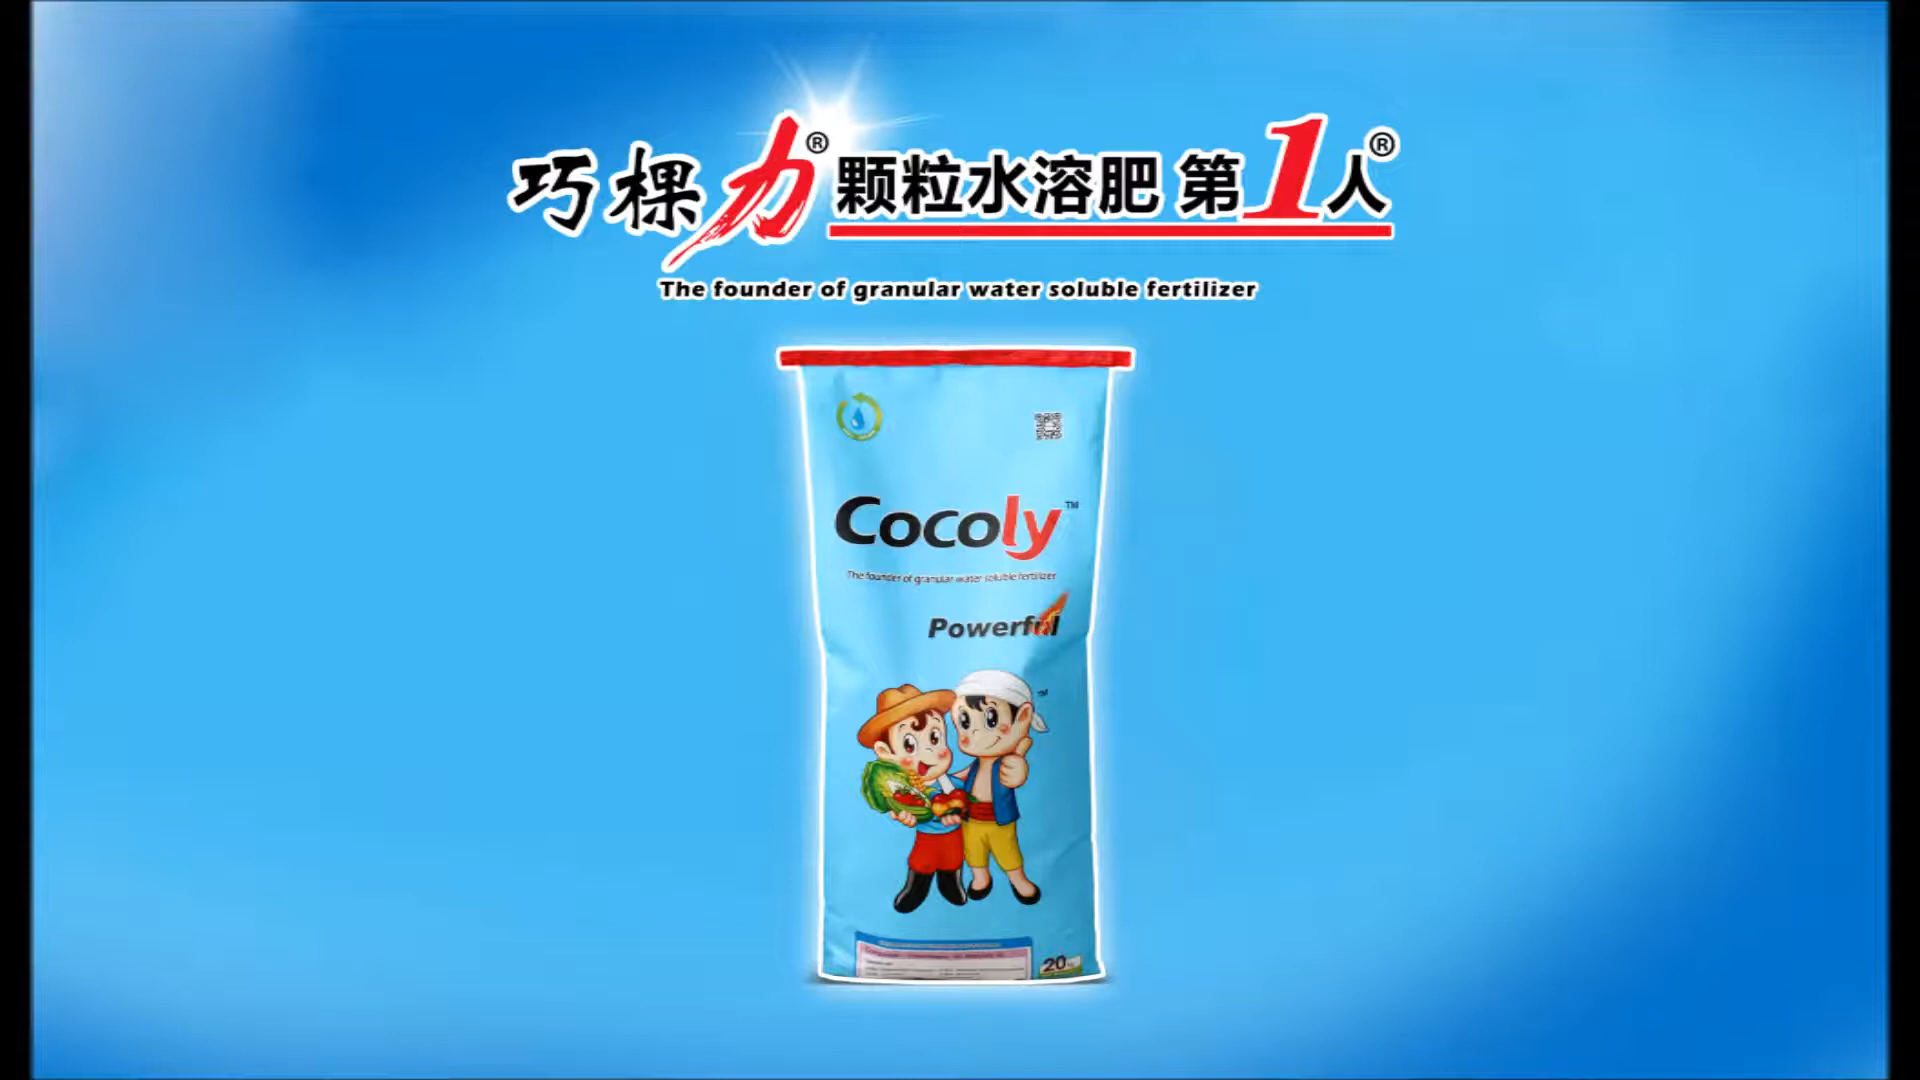 巧棵力® 颗粒水溶肥 第1人®
The founder of granular water soluble fertilizer
Cocoly™
The founder of granular water soluble fertilizer
Powerful
TM
20